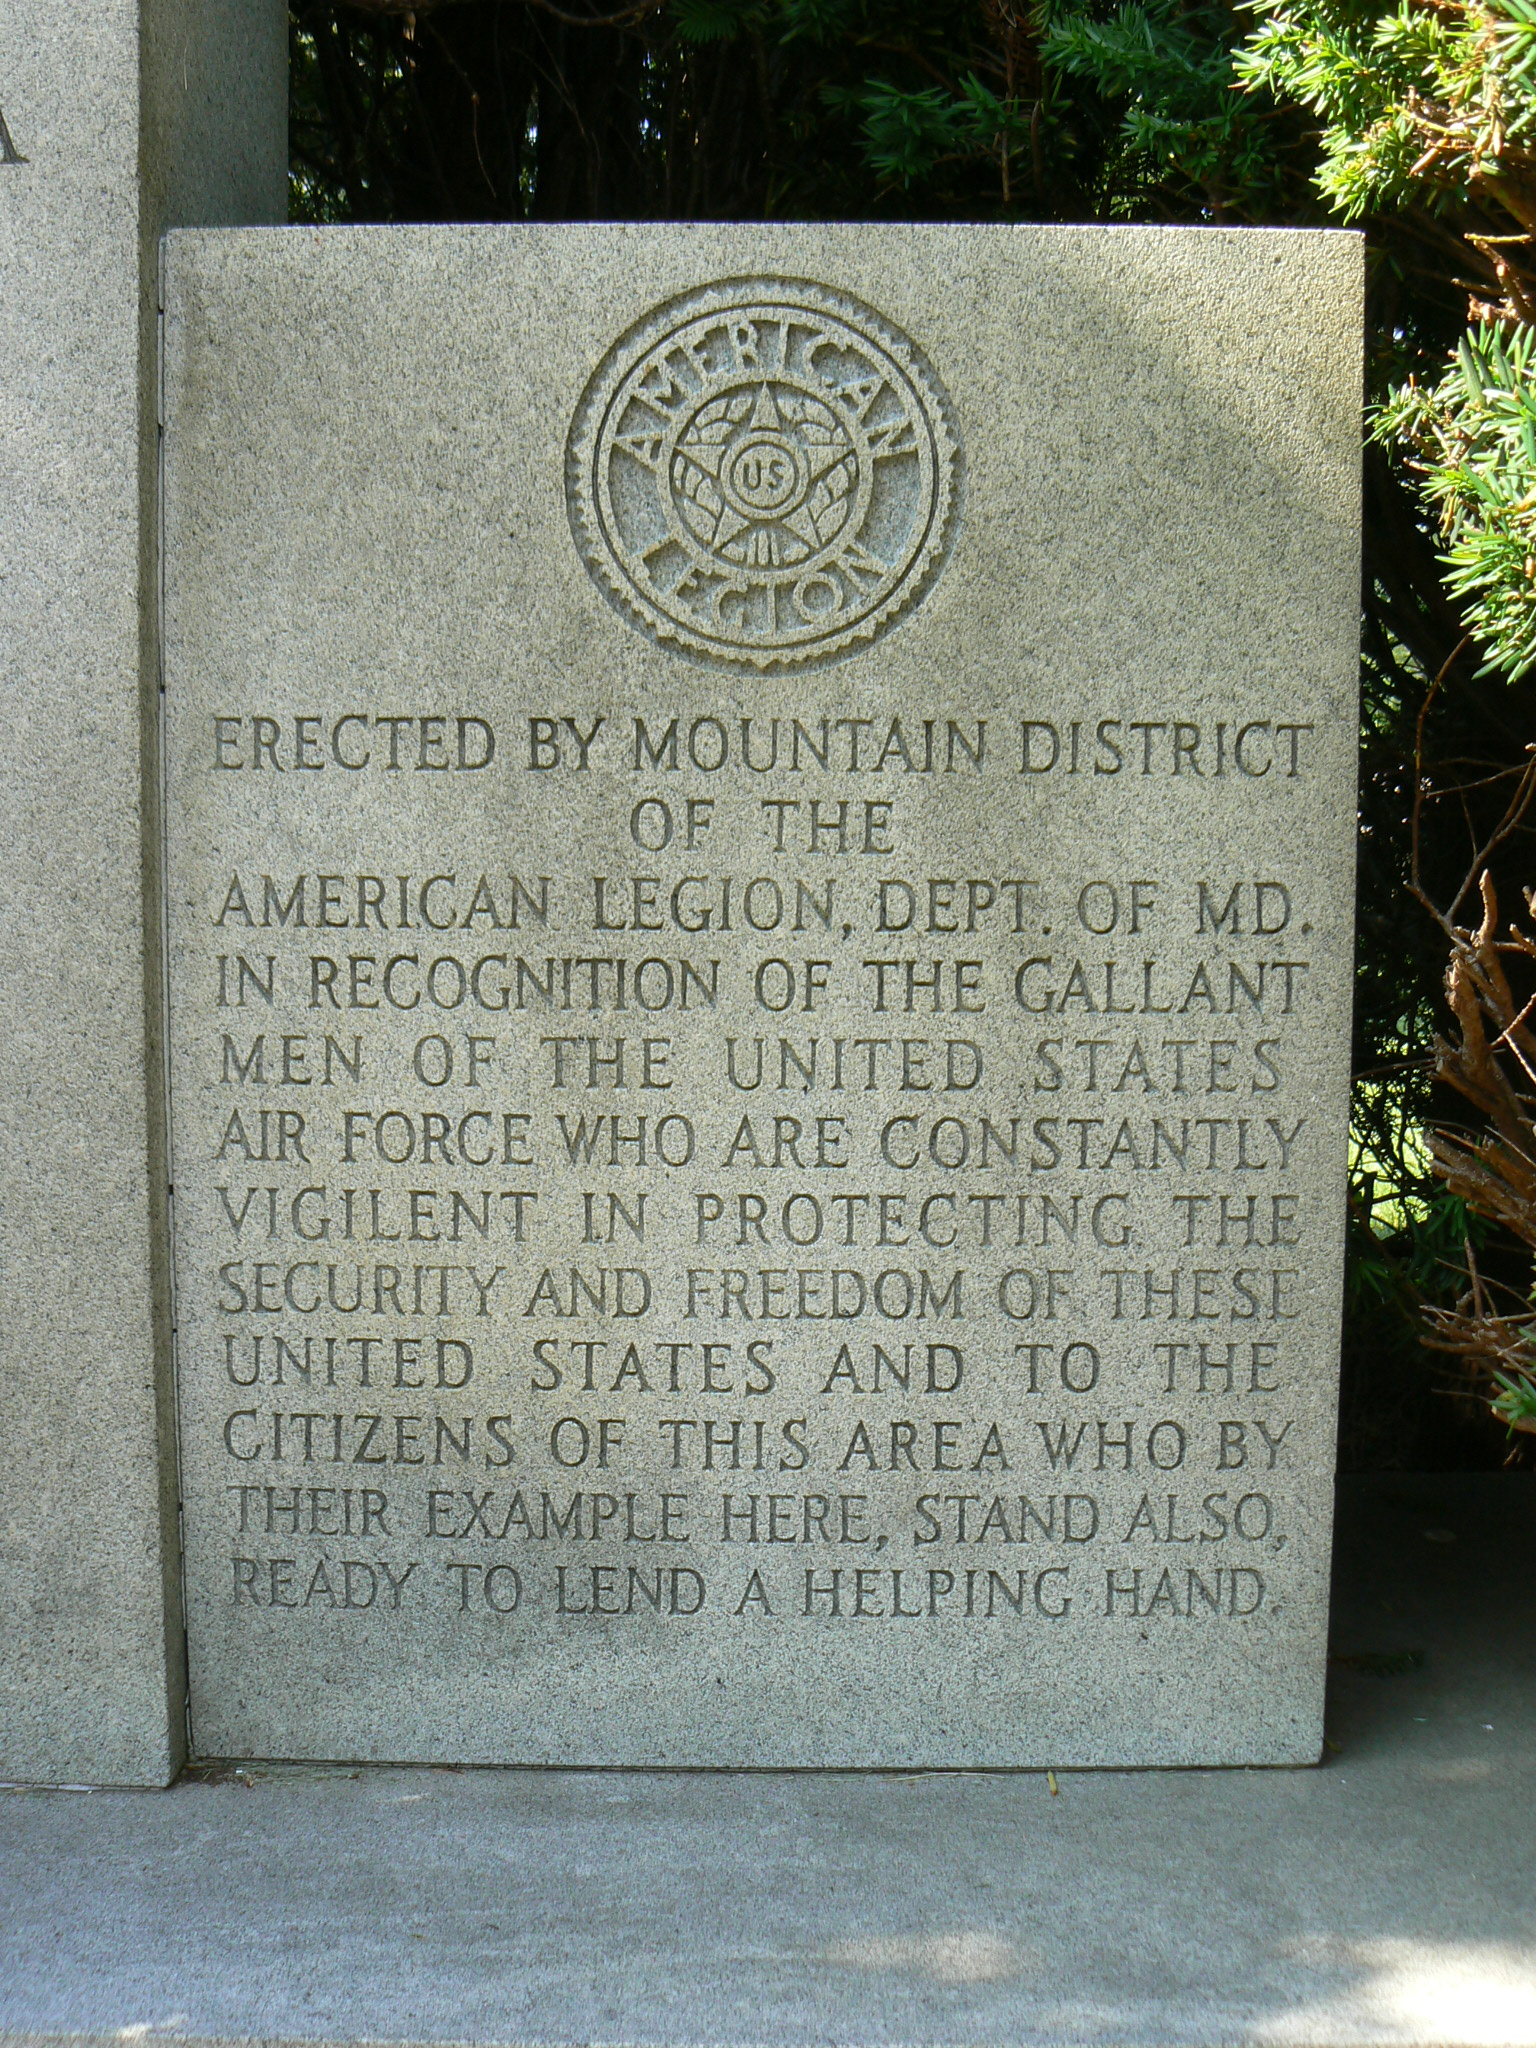 A
AMERICAN
US
LEGION
ERECTED BY MOUNTAIN DISTRICT
OF THE
AMERICAN LEGION, DEPT. OF MD.
IN RECOGNITION OF THE GALLANT
MEN OF THE UNITED STATES
AIR FORCE WHO ARE CONSTANTLY
VIGILENT IN PROTECTING THE
SECURITY AND FREEDOM OF THESE
UNITED STATES AND TO THE
CITIZENS OF THIS AREA WHO BY
THEIR EXAMPLE HERE, STAND ALSO,
READY TO LEND A HELPING HAND.